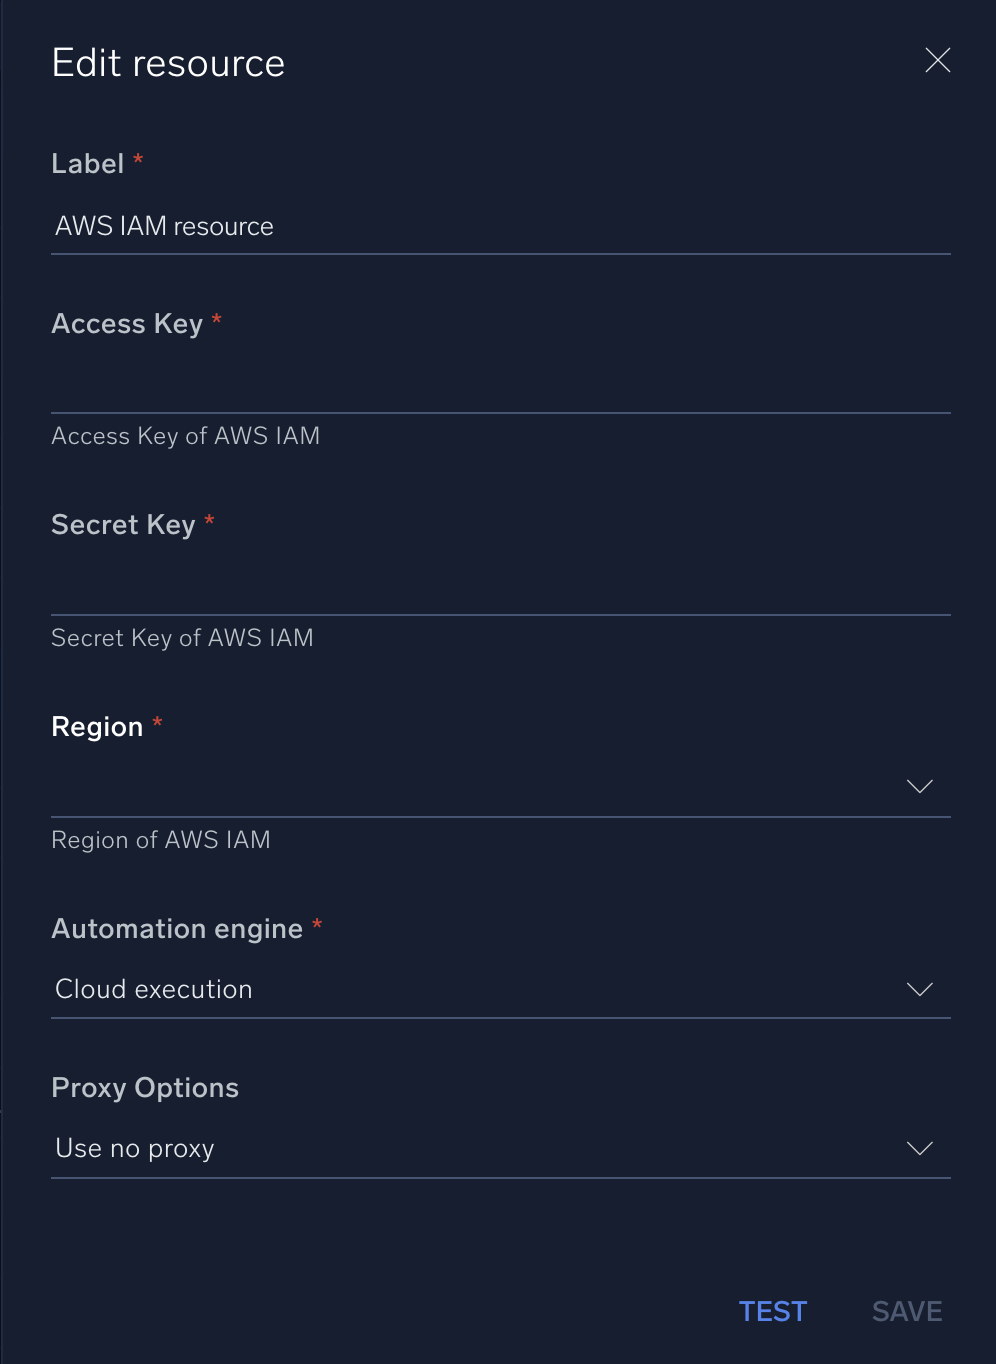 Edit resource
Label *
AWS IAM resource
Access Key *
Access Key of AWS IAM
Secret Key *
Secret Key of AWS IAM
Region *
Region of AWS IAM
Automation engine *
Cloud execution
Proxy Options
Use no proxy
TEST SAVE